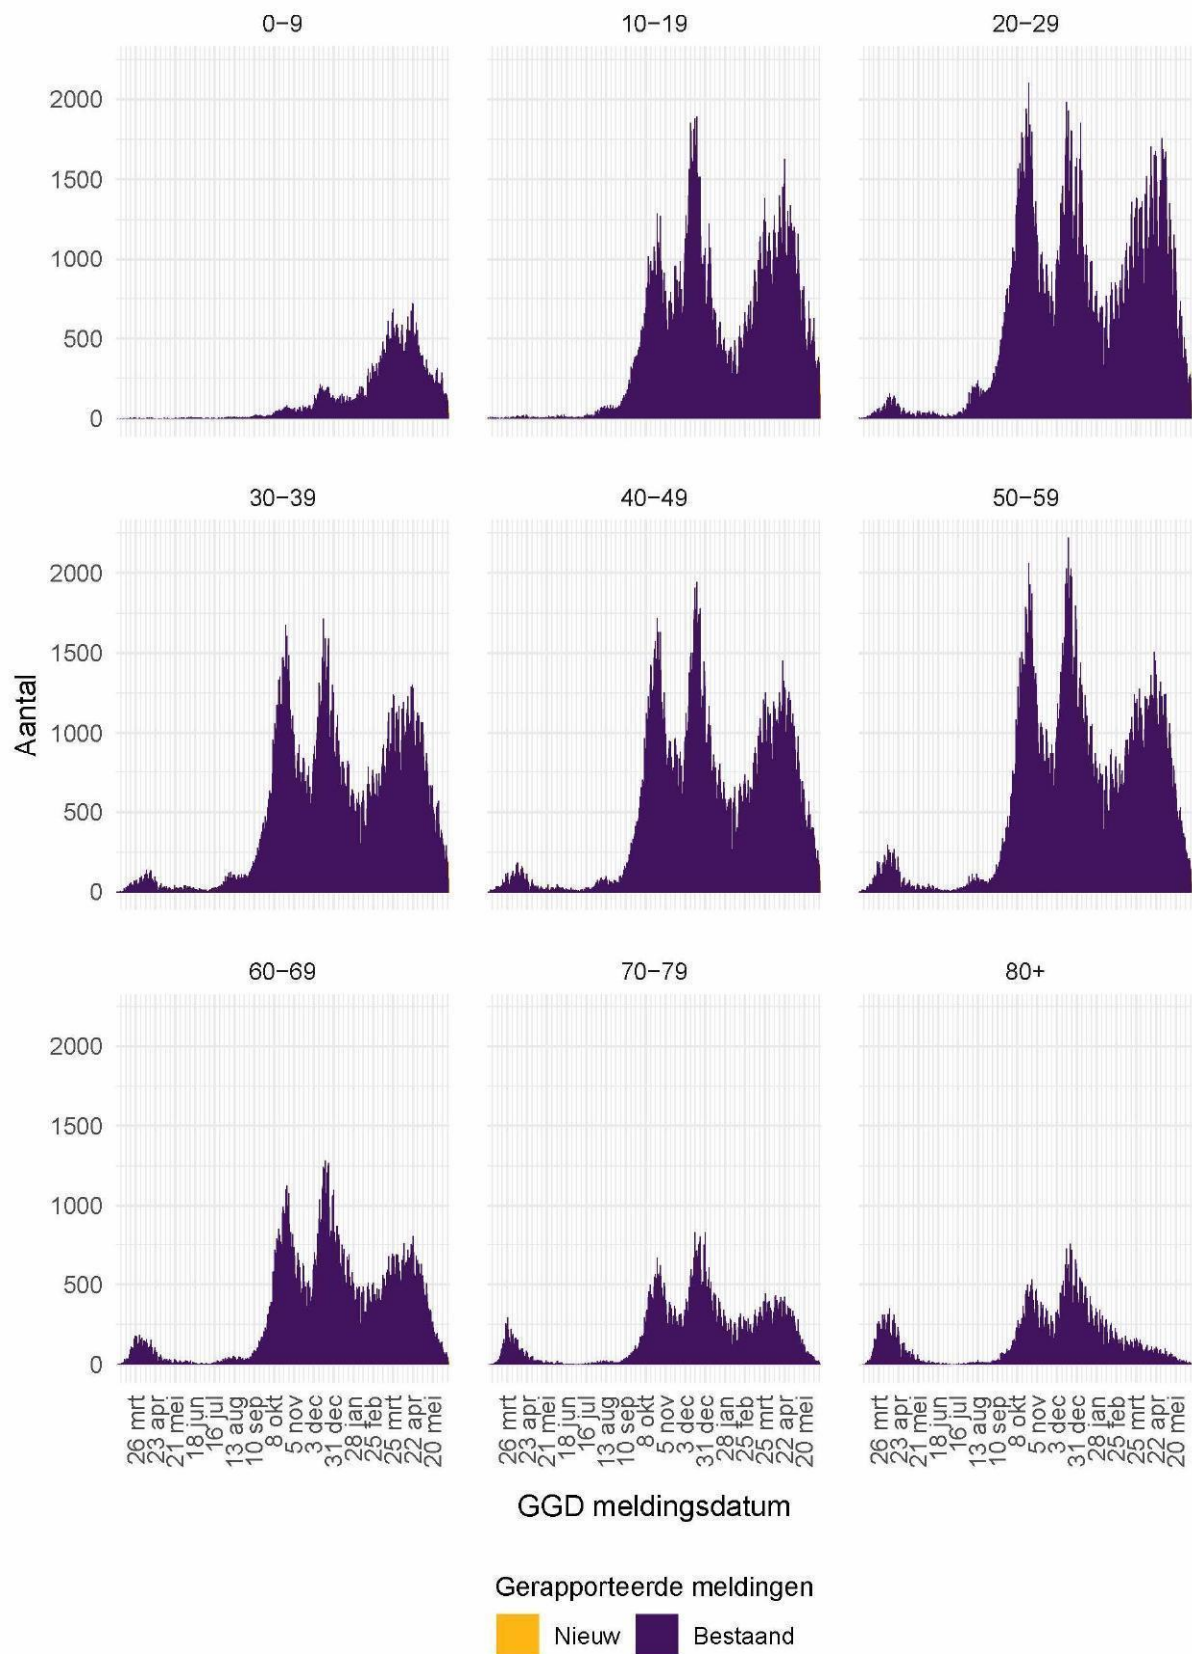 0-9
10-19
20-29
2000
1500
1000
500
0
30-39
40-49
50-59
2000
1500
1000
500
0
Aantal
60-69
70-79
80+
2000
1500
1000
500
0
26 mrt
23 apr
21 mei
18 jun
16 jul
13 aug
10 sep
8 okt
5 nov
3 dec
31 dec
28 jan
25 feb
25 mrt
22 apr
20 mei
26 mrt
23 apr
21 mei
18 jun
16 jul
13 aug
10 sep
8 okt
5 nov
3 dec
31 dec
28 jan
25 feb
25 mrt
22 apr
20 mei
26 mrt
23 apr
21 mei
18 jun
16 jul
13 aug
10 sep
8 okt
5 nov
3 dec
31 dec
28 jan
25 feb
25 mrt
22 apr
20 mei
GGD meldingsdatum
Gerapporteerde meldingen
Nieuw Bestaand